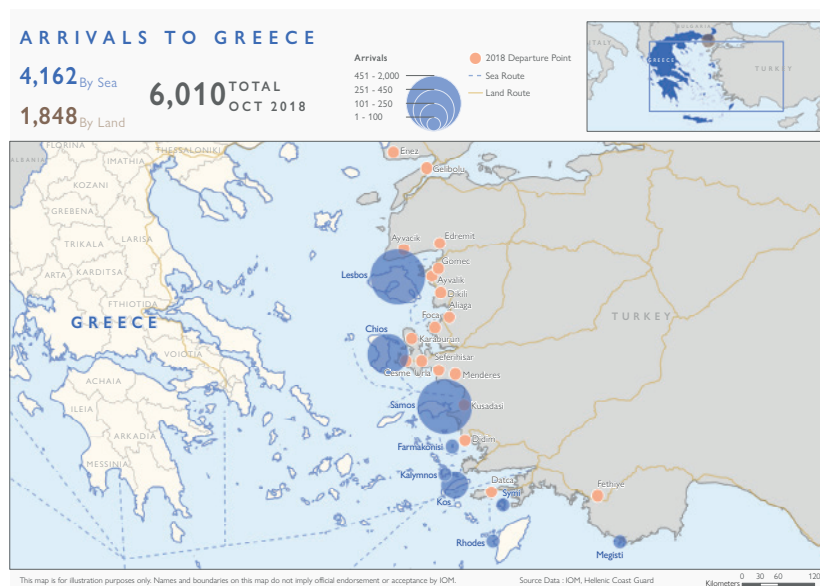 ARRIVALS TO GREECE
4,162 By Sea
1,848 By Land
6,010 TOTAL
OCT 2018
Arrivals
451 - 2,000
251 - 450
101 - 250
1 - 100
2018 Departure Point
Sea Route
Land Route
ITALY
BULGARIA
GREECE
TURKEY
FLORINA
THESSALONIKI
ALBANIA
IMATHIA
KOZANI
GREBENA
LARISA
TRIKALA
ARTA
KARDITSA
FTHIOTIDA
GREECE
VOIOTIA
ACHAIA
ILEIA
ARKADIA
MESSINIA
Enez
Gelibolu
Ayvacik
Edremit
Gomec
Lesbos
Ayvalik
Dikili
Aliaga
Foca
TURKEY
Chios
Karaburun
Seferihisar
Cesme
Urla
Menderes
Samos
Kusadasi
Didim
Farmakonisi
Kalymnos
Datca
Symi
Kos
Fethiye
Rhodes
Megisti
This map is for illustration purposes only. Names and boundaries on this map do not imply official endorsement or acceptance by IOM.
Source Data : IOM, Hellenic Coast Guard
0 30 60 120
Kilometers